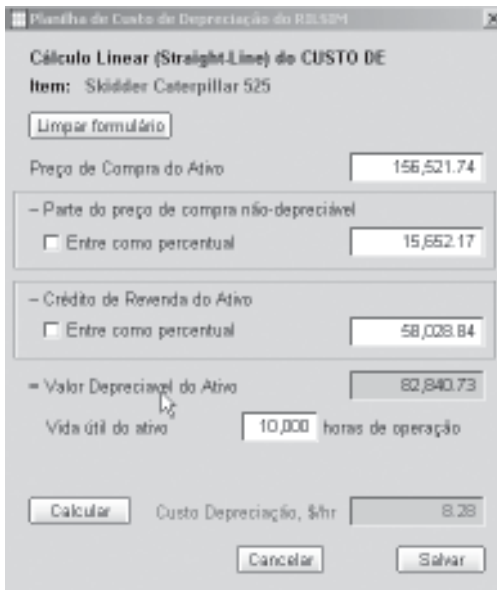 Planilha de Custo de Depreciação do RILSIM
Cálculo Linear (Straight-Line) do CUSTO DE
Item: Skidder Caterpillar 525
Limpar formulário
Preço de Compra do Ativo 156,521.74
– Parte do preço de compra não-depreciável
Entre como percentual 15,652.17
– Crédito de Revenda do Ativo
Entre como percentual 58,028.84
= Valor Depreciavel do Ativo 82,840.73
Vida útil do ativo 10,000 horas de operação
Calcular Custo Depreciação, $/hr 8.28
Cancelar Salvar